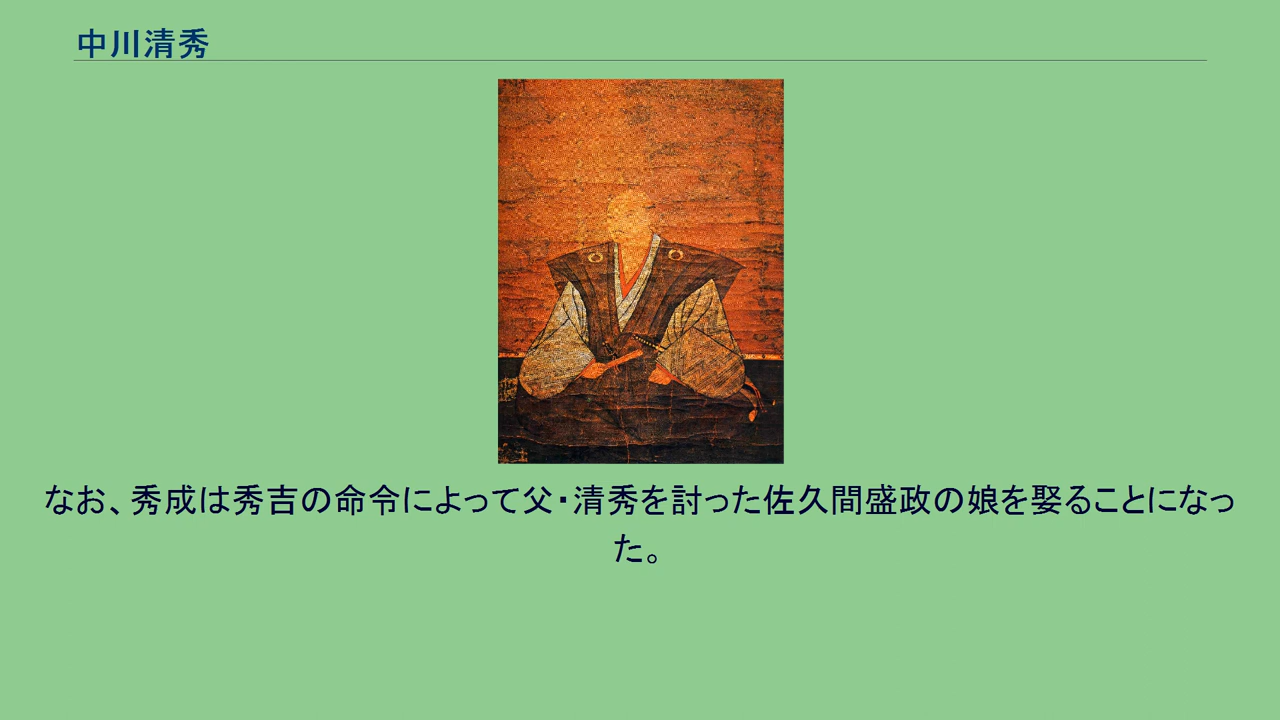 中川清秀
なお、秀成は秀吉の命令によって父・清秀を討った佐久間盛政の娘を娶ることになっ
た。